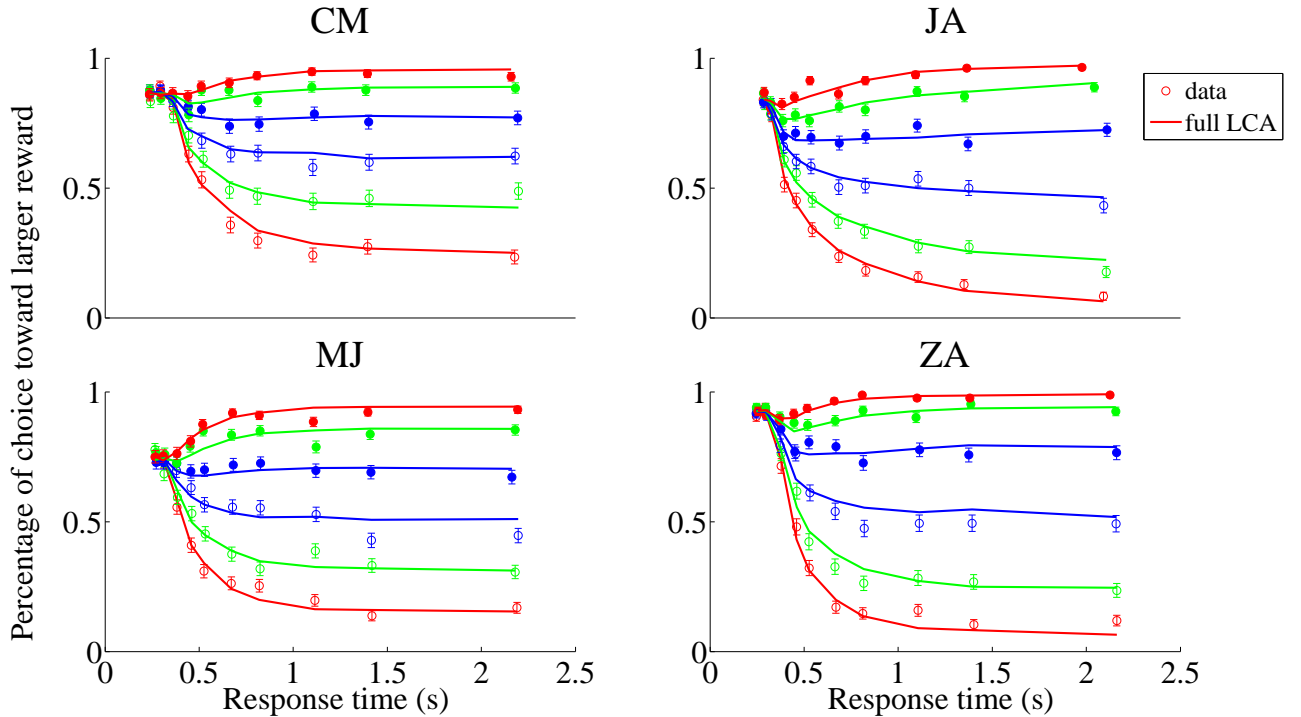 CM
JA
1
0.5
0
1
0.5
0
data
full LCA
Percentage of choice toward larger reward
MJ
ZA
1
0.5
0
0 0.5 1 1.5 2 2.5
Response time (s)
1
0.5
0
0 0.5 1 1.5 2 2.5
Response time (s)